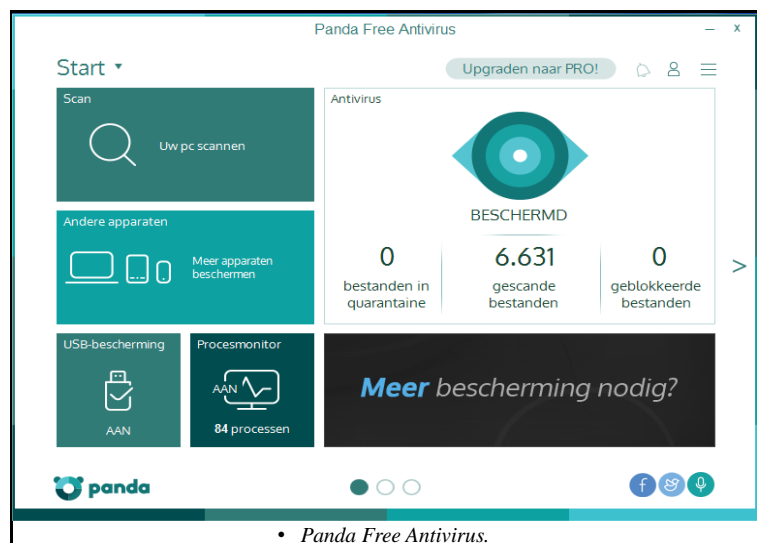 Panda Free Antivirus
Start
Upgraden naar PRO!
Scan
Uw pc scannen
Andere apparaten
Meer apparaten
beschermen
USB-bescherming
AAN
Procesmonitor
AAN
84 processen
Antivirus
BESCHERMD
0
bestanden in
quarantaine
6.631
gescande
bestanden
0
geblokkeerde
bestanden
>
Meer bescherming nodig?
panda
f
• Panda Free Antivirus.